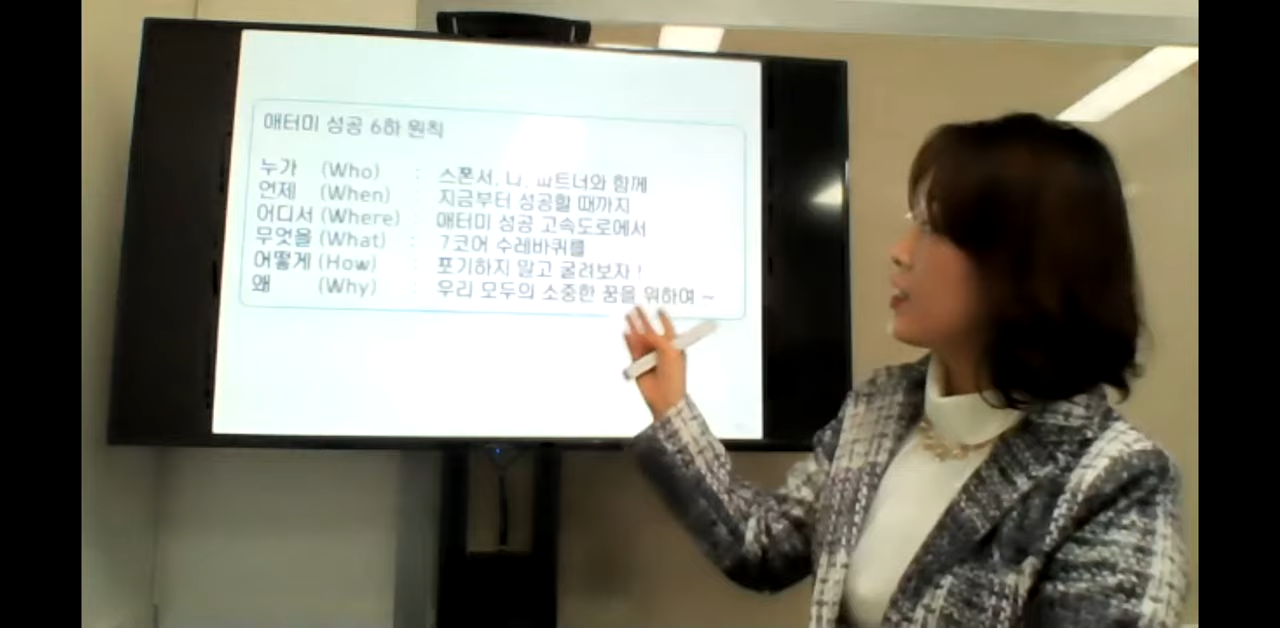 애터미 성공 6하 원칙
누가 (Who) : 스폰서, 나, 파트너와 함께
언제 (When) : 지금부터 성공할 때까지
어디서 (Where) : 애터미 성공 고속도로에서
무엇을 (What) : 7코어 수레바퀴를
어떻게 (How) : 포기하지 말고 굴려보자 !
왜 (Why) : 우리 모두의 소중한 꿈을 위하여 ~